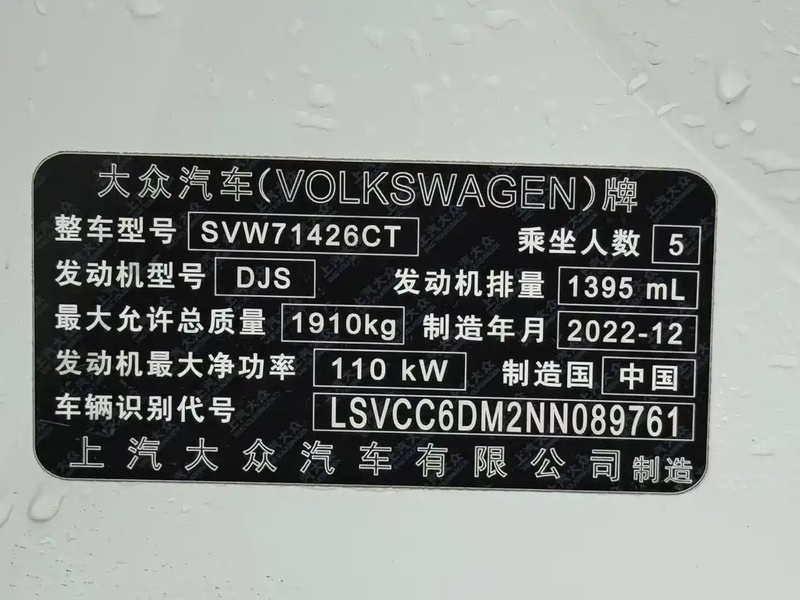 大众汽车(VOLKSWAGEN)牌
整车型号 SVW71426CT 乘坐人数 5
发动机型号 DJS 发动机排量 1395 mL
最大允许总质量 1910kg 制造年月 2022-12
发动机最大净功率 110 kW 制造国 中国
车辆识别代号 LSVCC6DM2NN089761
上汽大众汽车有限公司制造